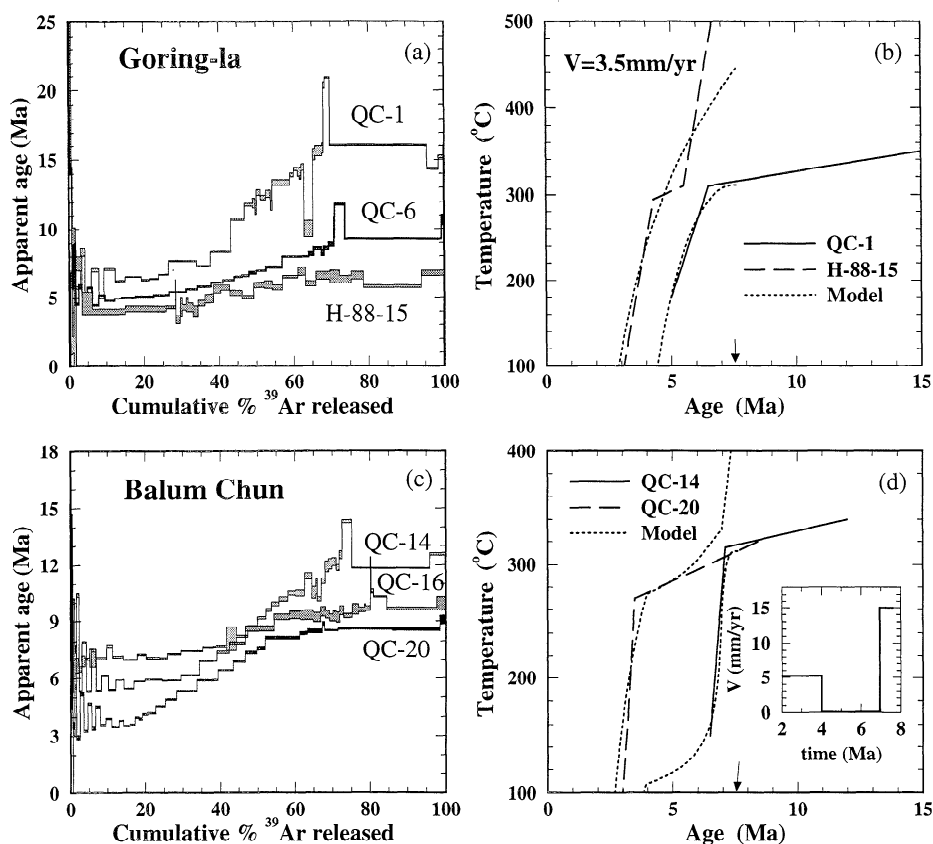 Goring-la
(a)
QC-1
QC-6
H-88-15
Apparent age (Ma)
25
20
15
10
5
0
0 20 40 60 80 100
Cumulative % ³⁹Ar released
V=3.5mm/yr
(b)
QC-1
H-88-15
Model
Temperature (°C)
500
400
300
200
100
0 5 10 15
Age (Ma)
Balum Chun
(c)
QC-14
QC-16
QC-20
Apparent age (Ma)
18
15
12
9
6
3
0
0 20 40 60 80 100
Cumulative % ³⁹Ar released
QC-14
QC-20
Model
(d)
Temperature (°C)
400
300
200
100
0 5 10 15
Age (Ma)
V (mm/yr)
15
10
5
0
2 4 6 8
time (Ma)